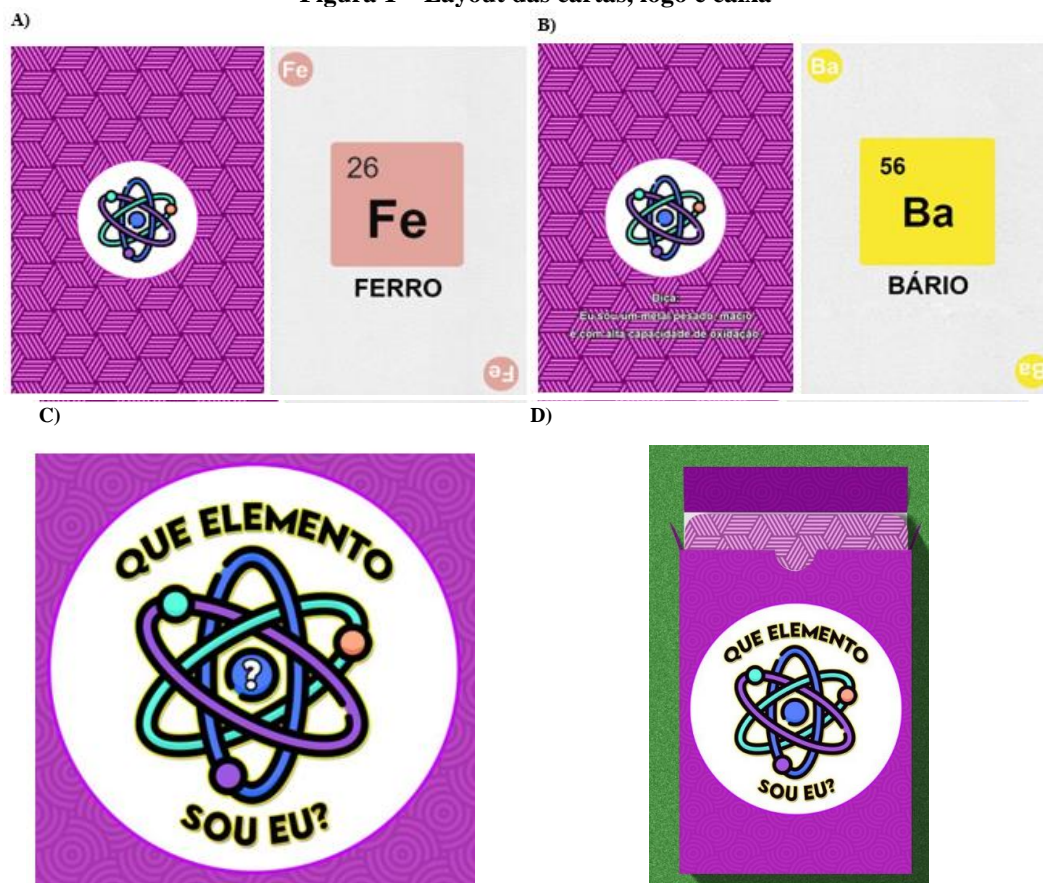 Figura 1 – Layout das cartas, logo e caixa
A)
B)
Fe
26
Fe
FERRO
Fe
Ba
56
Ba
BÁRIO
Ba
Dica:
Eu sou um metal pesado, macio
e com alta capacidade de oxidação
C)
D)
QUE ELEMENTO
?
SOU EU?
QUE ELEMENTO
SOU EU?